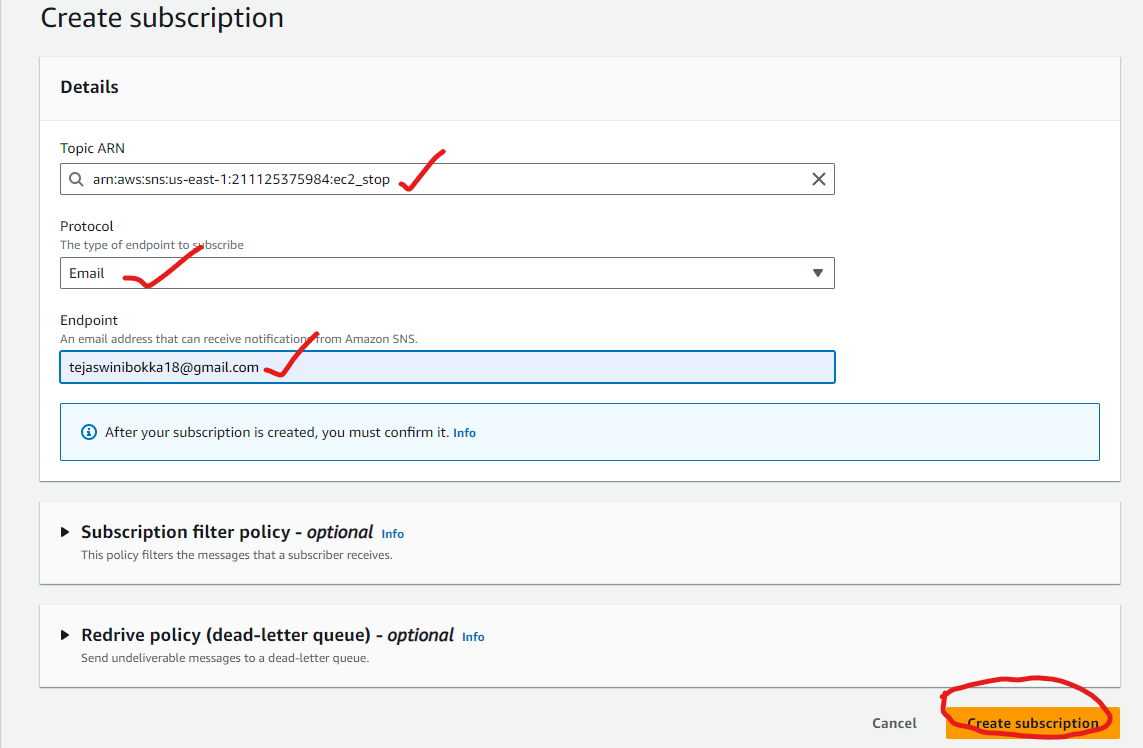 Create subscription
Details
Topic ARN
arn:aws:sns:us-east-1:211125375984:ec2_stop
Protocol
The type of endpoint to subscribe
Email
Endpoint
An email address that can receive notifications from Amazon SNS.
tejaswinibokka18@gmail.com
After your subscription is created, you must confirm it. Info
Subscription filter policy - optional Info
This policy filters the messages that a subscriber receives.
Redrive policy (dead-letter queue) - optional Info
Send undeliverable messages to a dead-letter queue.
Cancel Create subscription